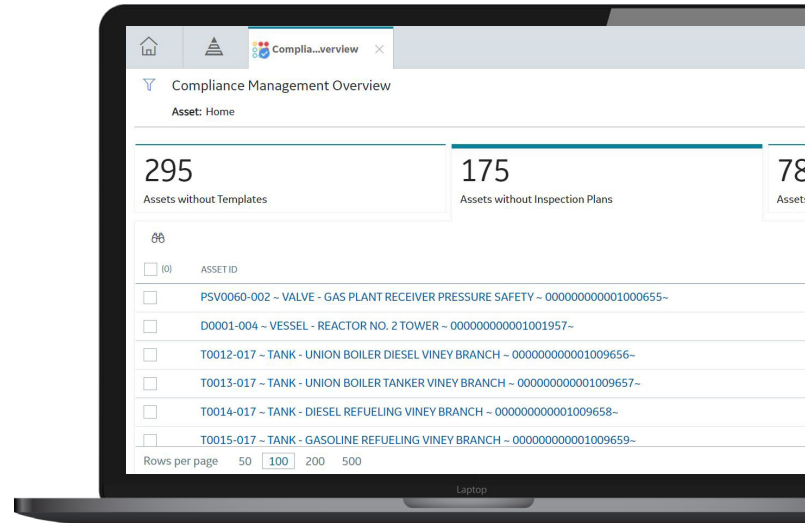 Complia...verview
Compliance Management Overview
Asset: Home
295
Assets without Templates
175
Assets without Inspection Plans
78
Assets
(0) ASSET ID
PSV0060-002 ~ VALVE - GAS PLANT RECEIVER PRESSURE SAFETY ~ 000000000001000655~
D0001-004 ~ VESSEL - REACTOR NO. 2 TOWER ~ 000000000001001957~
T0012-017 ~ TANK - UNION BOILER DIESEL VINEY BRANCH ~ 000000000001009656~
T0013-017 ~ TANK - UNION BOILER TANKER VINEY BRANCH ~ 000000000001009657~
T0014-017 ~ TANK - DIESEL REFUELING VINEY BRANCH ~ 000000000001009658~
T0015-017 ~ TANK - GASOLINE REFUELING VINEY BRANCH ~ 000000000001009659~
Rows per page 50 100 200 500
Laptop